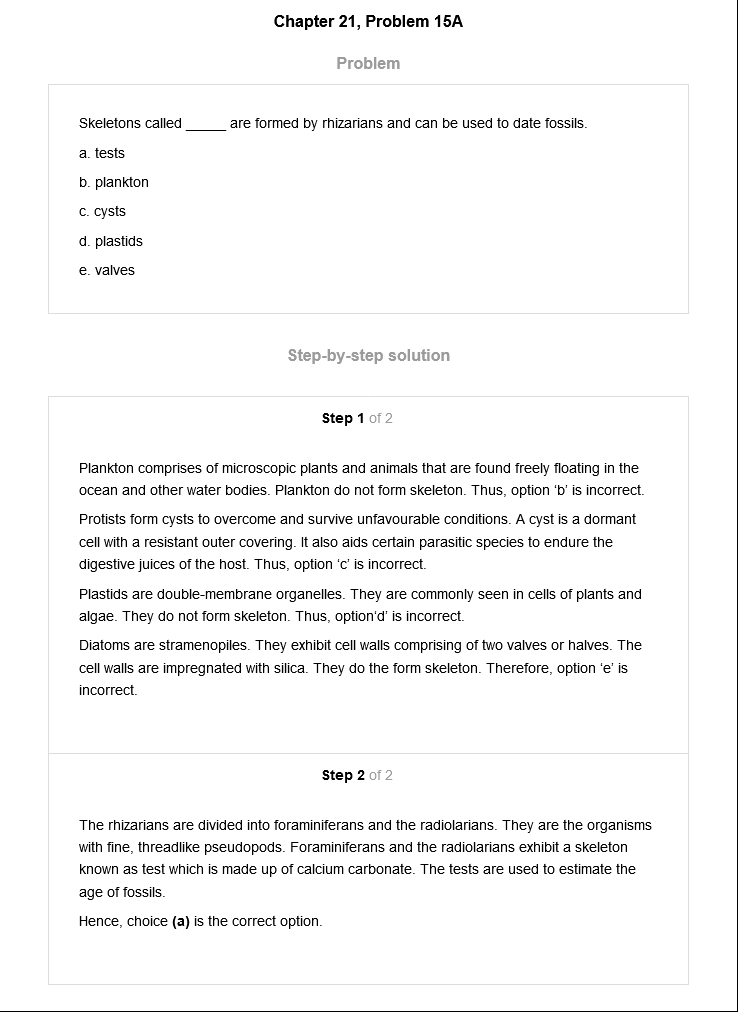 Chapter 21, Problem 15A
Problem
Skeletons called _____ are formed by rhizarians and can be used to date fossils.
a. tests
b. plankton
c. cysts
d. plastids
e. valves
Step-by-step solution
Step 1 of 2
Plankton comprises of microscopic plants and animals that are found freely floating in the
ocean and other water bodies. Plankton do not form skeleton. Thus, option ‘b’ is incorrect.
Protists form cysts to overcome and survive unfavourable conditions. A cyst is a dormant
cell with a resistant outer covering. It also aids certain parasitic species to endure the
digestive juices of the host. Thus, option ‘c’ is incorrect.
Plastids are double-membrane organelles. They are commonly seen in cells of plants and
algae. They do not form skeleton. Thus, option‘d’ is incorrect.
Diatoms are stramenopiles. They exhibit cell walls comprising of two valves or halves. The
cell walls are impregnated with silica. They do the form skeleton. Therefore, option ‘e’ is
incorrect.
Step 2 of 2
The rhizarians are divided into foraminiferans and the radiolarians. They are the organisms
with fine, threadlike pseudopods. Foraminiferans and the radiolarians exhibit a skeleton
known as test which is made up of calcium carbonate. The tests are used to estimate the
age of fossils.
Hence, choice (a) is the correct option.